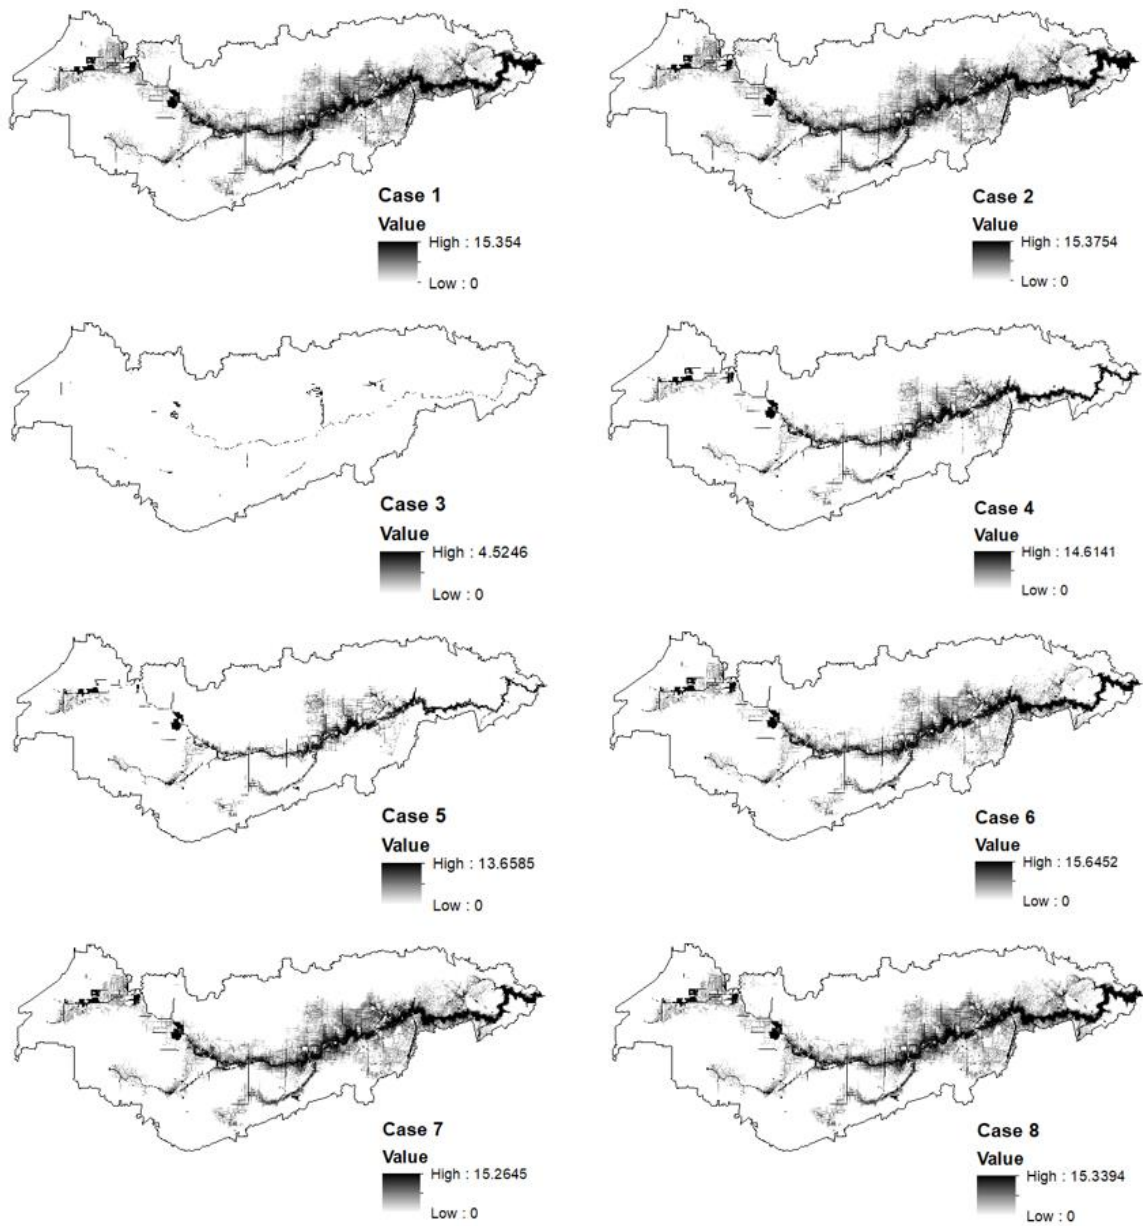 Case 1
Value
High : 15.354
Low : 0
Case 2
Value
High : 15.3754
Low : 0
Case 3
Value
High : 4.5246
Low : 0
Case 4
Value
High : 14.6141
Low : 0
Case 5
Value
High : 13.6585
Low : 0
Case 6
Value
High : 15.6452
Low : 0
Case 7
Value
High : 15.2645
Low : 0
Case 8
Value
High : 15.3394
Low : 0